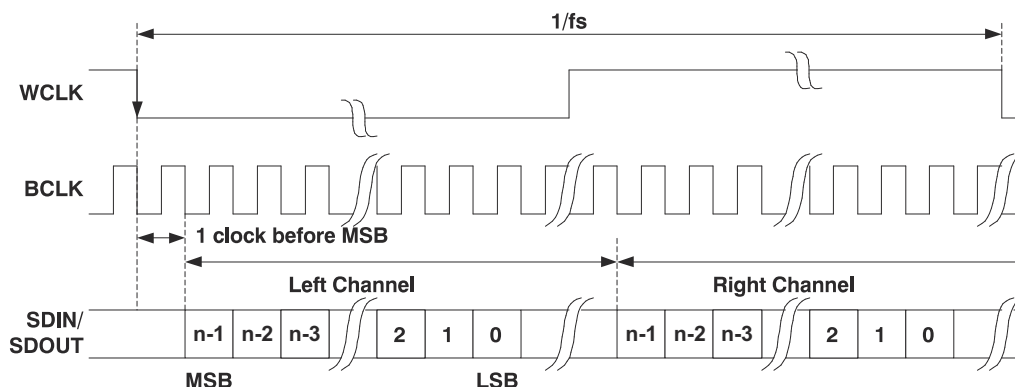 1/fs
WCLK
BCLK
1 clock before MSB
Left Channel
Right Channel
SDIN/
SDOUT
n-1 n-2 n-3 2 1 0 n-1 n-2 n-3 2 1 0
MSB LSB